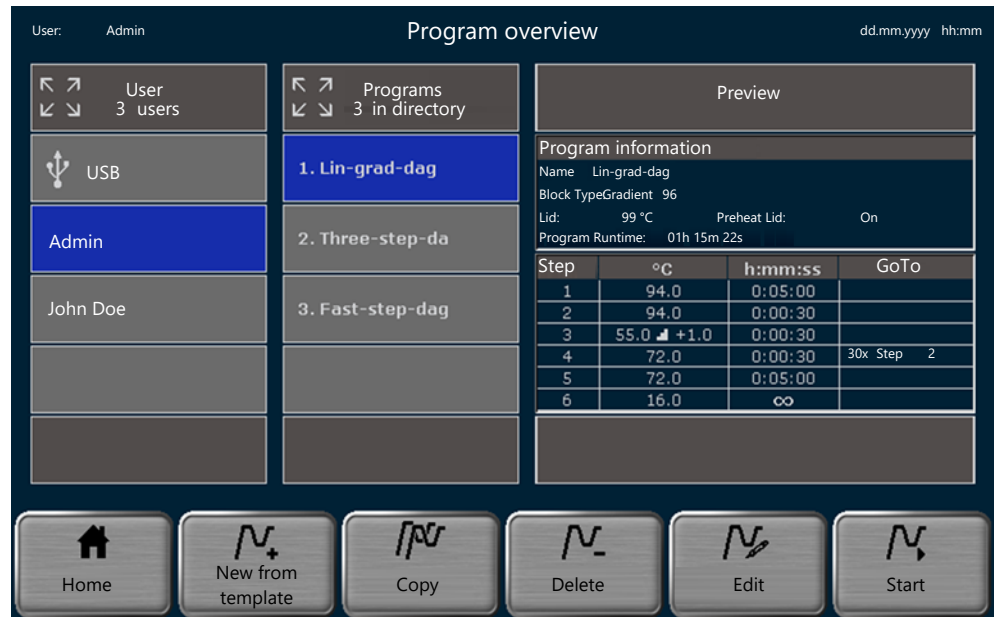 User: Admin
Program overview
dd.mm.yyyy hh:mm
User
3 users
USB
Admin
John Doe
Programs
3 in directory
1. Lin-grad-dag
2. Three-step-da
3. Fast-step-dag
Preview
Program information
Name Lin-grad-dag
Block TypeGradient 96
Lid: 99 °C Preheat Lid: On
Program Runtime: 01h 15m 22s
Step °C h:mm:ss GoTo
1 94.0 0:05:00
2 94.0 0:00:30
3 55.0 +1.0 0:00:30
4 72.0 0:00:30 30x Step 2
5 72.0 0:05:00
6 16.0 ∞
Home
New from
template
Copy
Delete
Edit
Start